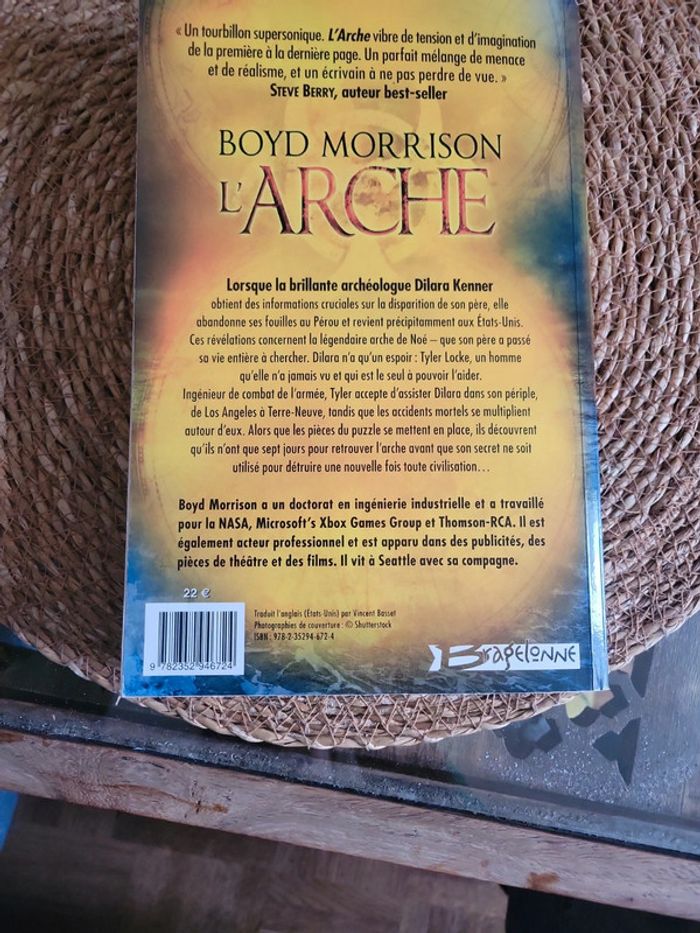 « Un tourbillon supersonique. L'Arche vibre de tension et d'imagination
de la première à la dernière page. Un parfait mélange de menace
et de réalisme, et un écrivain à ne pas perdre de vue. »
STEVE BERRY, auteur best-seller
BOYD MORRISON
L'ARCHE
Lorsque la brillante archéologue Dilara Kenner
obtient des informations cruciales sur la disparition de son père, elle
abandonne ses fouilles au Pérou et revient précipitamment aux États-Unis.
Ces révélations concernent la légendaire arche de Noé – que son père a passé
sa vie entière à chercher. Dilara n'a qu'un espoir : Tyler Locke, un homme
qu'elle n'a jamais vu et qui est le seul à pouvoir l'aider.
Ingénieur de combat de l'armée, Tyler accepte d'assister Dilara dans son périple,
de Los Angeles à Terre-Neuve, tandis que les accidents mortels se multiplient
autour d'eux. Alors que les pièces du puzzle se mettent en place, ils découvrent
qu'ils n'ont que sept jours pour retrouver l'arche avant que son secret ne soit
utilisé pour détruire une nouvelle fois toute civilisation…
Boyd Morrison a un doctorat en ingénierie industrielle et a travaillé
pour la NASA, Microsoft's Xbox Games Group et Thomson-RCA. Il est
également acteur professionnel et est apparu dans des publicités, des
pièces de théâtre et des films. Il vit à Seattle avec sa compagne.
22 €
Traduit l'anglais (États-Unis) par Vincent Basset
Photographies de couverture : © Shutterstock
ISBN : 978-2-35294-672-4
9 782352 946724
BRAGELONNE